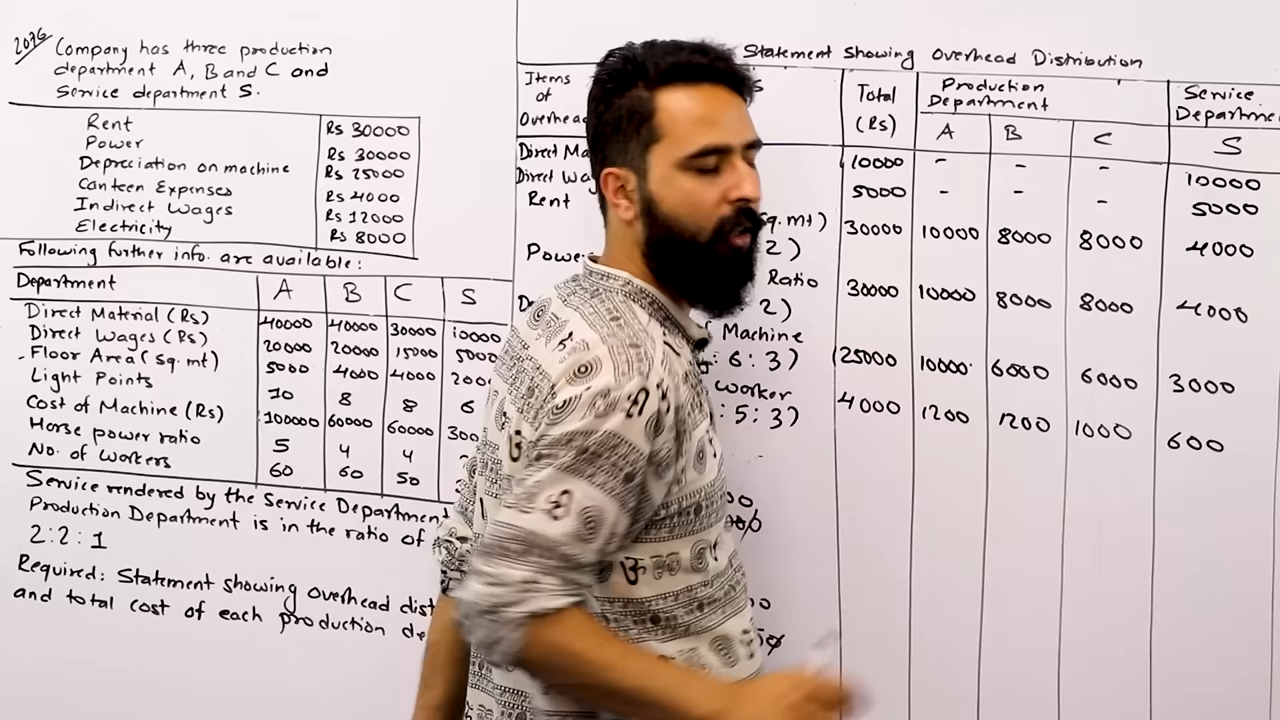 2076
Company has three production
department A, B and C and
Service department S.
Rent Rs 30000
Power Rs 30000
Depreciation on machine Rs 25000
Canteen Expenses Rs 4000
Indirect Wages Rs 12000
Electricity Rs 8000
Following further info. are available:
Department A B C S
Direct Material (Rs) 40000 40000 30000 10000
Direct Wages (Rs) 20000 20000 15000 5000
Floor Area (sq. mt) 5000 4000 4000 200
Light Points 10 8 8 6
Cost of Machine (Rs) 100000 60000 60000 300
Horse power ratio 5 4 4
No. of workers 60 60 50
Service rendered by the Service Department
Production Department is in the ratio of
2:2:1
Required: Statement showing overhead dist
and total cost of each production de
Statement Showing Overhead Distribution
Items
of
Overhead
Total
(Rs)
Production
Department
Service
Departme
A B C S
Direct Ma 10000 - - - 10000
Direct Wa 5000 - - - 5000
Rent sq.mt)
2) 30000 10000 8000 8000 4000
Powe Ratio
2) 30000 10000 8000 8000 4000
D Machine
: 6 : 3) 25000 10000 6000 6000 3000
worker
: 5 : 3) 4000 1200 1200 1000 600